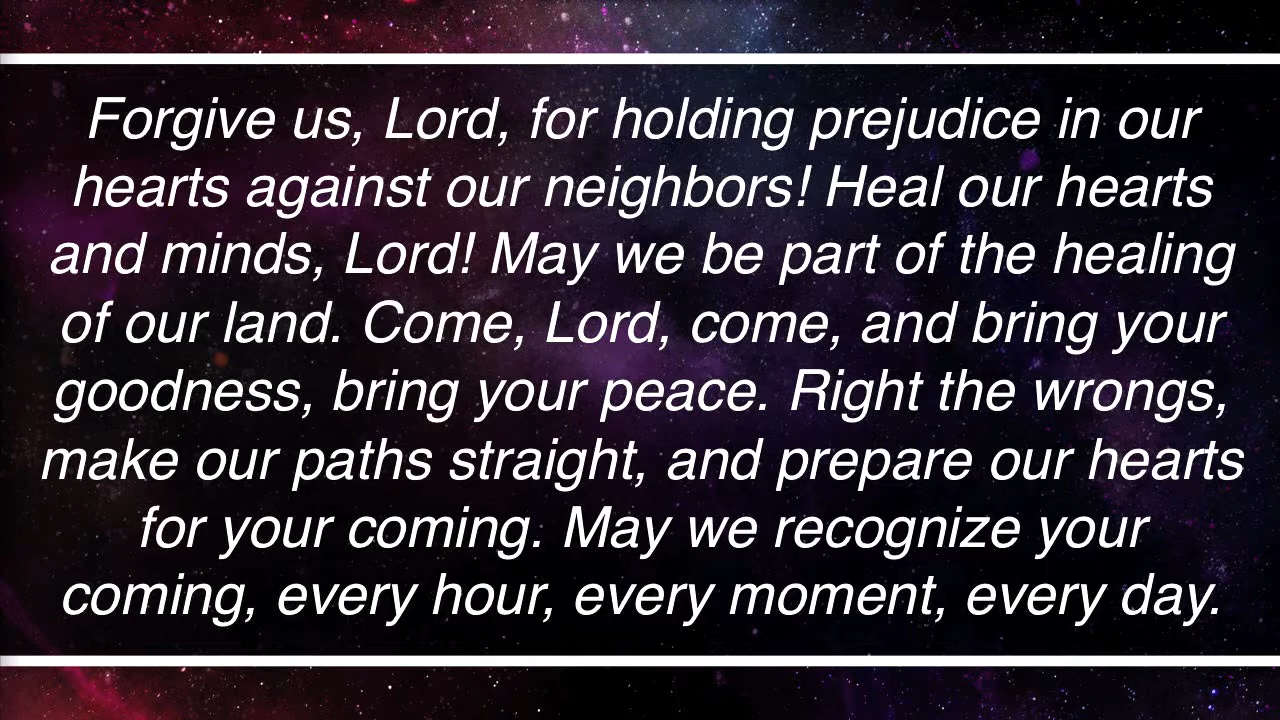 Forgive us, Lord, for holding prejudice in our
hearts against our neighbors! Heal our hearts
and minds, Lord! May we be part of the healing
of our land. Come, Lord, come, and bring your
goodness, bring your peace. Right the wrongs,
make our paths straight, and prepare our hearts
for your coming. May we recognize your
coming, every hour, every moment, every day.